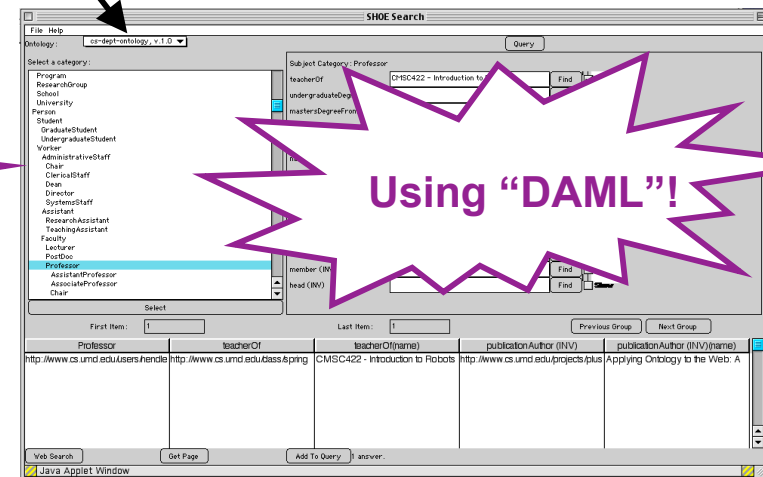 SHOE Search
File Help
Ontology: cs-dept-ontology, v.1.0
Query
Select a category:
Program
ResearchGroup
School
University
Person
Student
GraduateStudent
UndergraduateStudent
Worker
AdministrativeStaff
Chair
ClericalStaff
Dean
Director
SystemsStaff
Assistant
ResearchAssistant
TeachingAssistant
Faculty
Lecturer
PostDoc
Professor
AssistantProfessor
AssociateProfessor
Chair
Select
Subject Category: Professor
teacherOf CMSC422 - Introduction to Find
mastersDegreeFrom
Using “DAML”!
member Find
head (INV) Find Show
First Item: 1 Last Item: 1 Previous Group Next Group
Professor teacherOf teacherOf(name) publicationAuthor (INV) publicationAuthor (INV)(name)
http://www.cs.umd.edu/users/hendle http://www.cs.umd.edu/class/spring CMSC422 - Introduction to Robots http://www.cs.umd.edu/projects/plus Applying Ontology to the Web: A
Web Search Get Page Add To Query 1 answer.
Java Applet Window